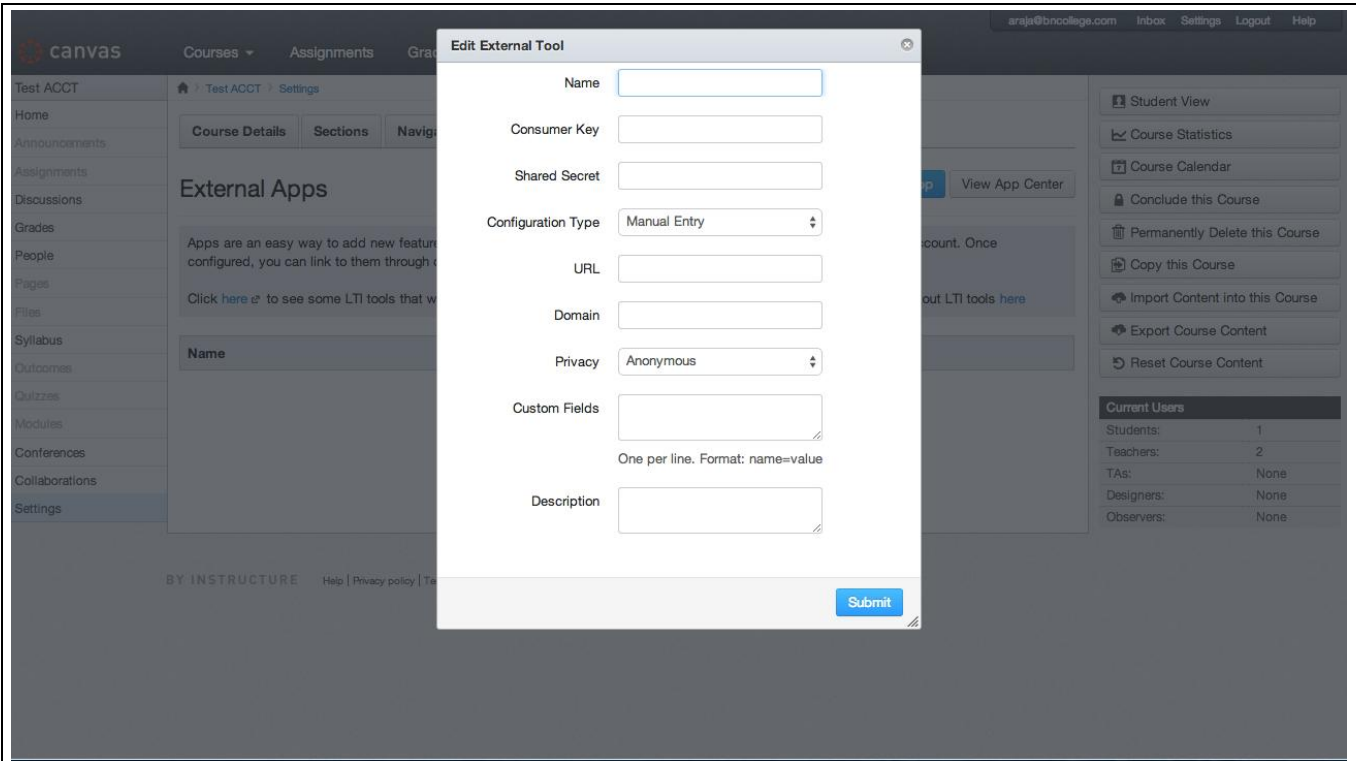 araja@bncollege.com Inbox Settings Logout Help
canvas Courses Assignments
Edit External Tool
Name
Consumer Key
Shared Secret
Configuration Type Manual Entry
URL
Domain
Privacy Anonymous
Custom Fields
One per line. Format: name=value
Description
Submit
Test ACCT
Home
Announcements
Assignments
Discussions
Grades
People
Pages
Files
Syllabus
Outcomes
Quizzes
Modules
Conferences
Collaborations
Settings
Test ACCT Settings
Course Details Sections
External Apps
View App Center
Apps are an easy way to add new count. Once
configured, you can link to them through
Click here to see some LTI tools that out LTI tools here
Name
BY INSTRUCTURE Help | Privacy policy |
Student View
Course Statistics
Course Calendar
Conclude this Course
Permanently Delete this Course
Copy this Course
Import Content into this Course
Export Course Content
Reset Course Content
Current Users
Students: 1
Teachers: 2
TAs: None
Designers: None
Observers: None